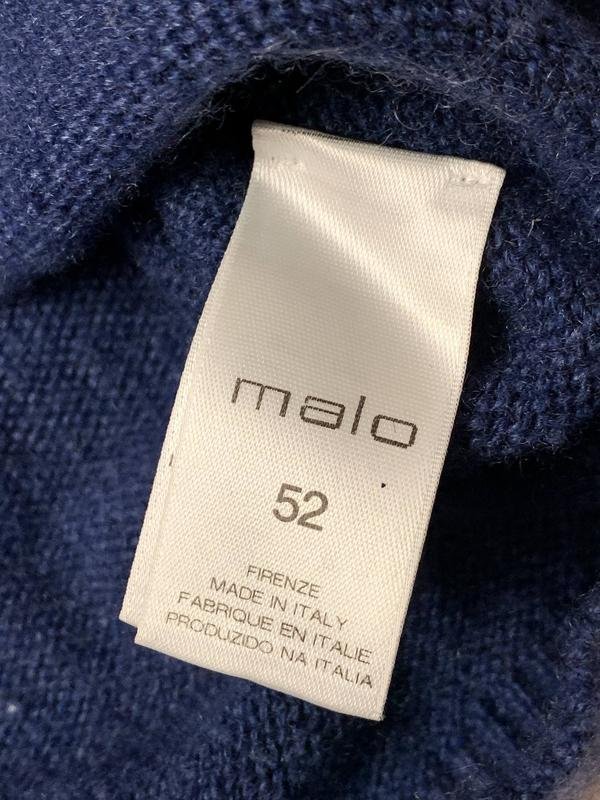 malo
52
FIRENZE
MADE IN ITALY
FABRIQUE EN ITALIE
PRODUZIDO NA ITALIA